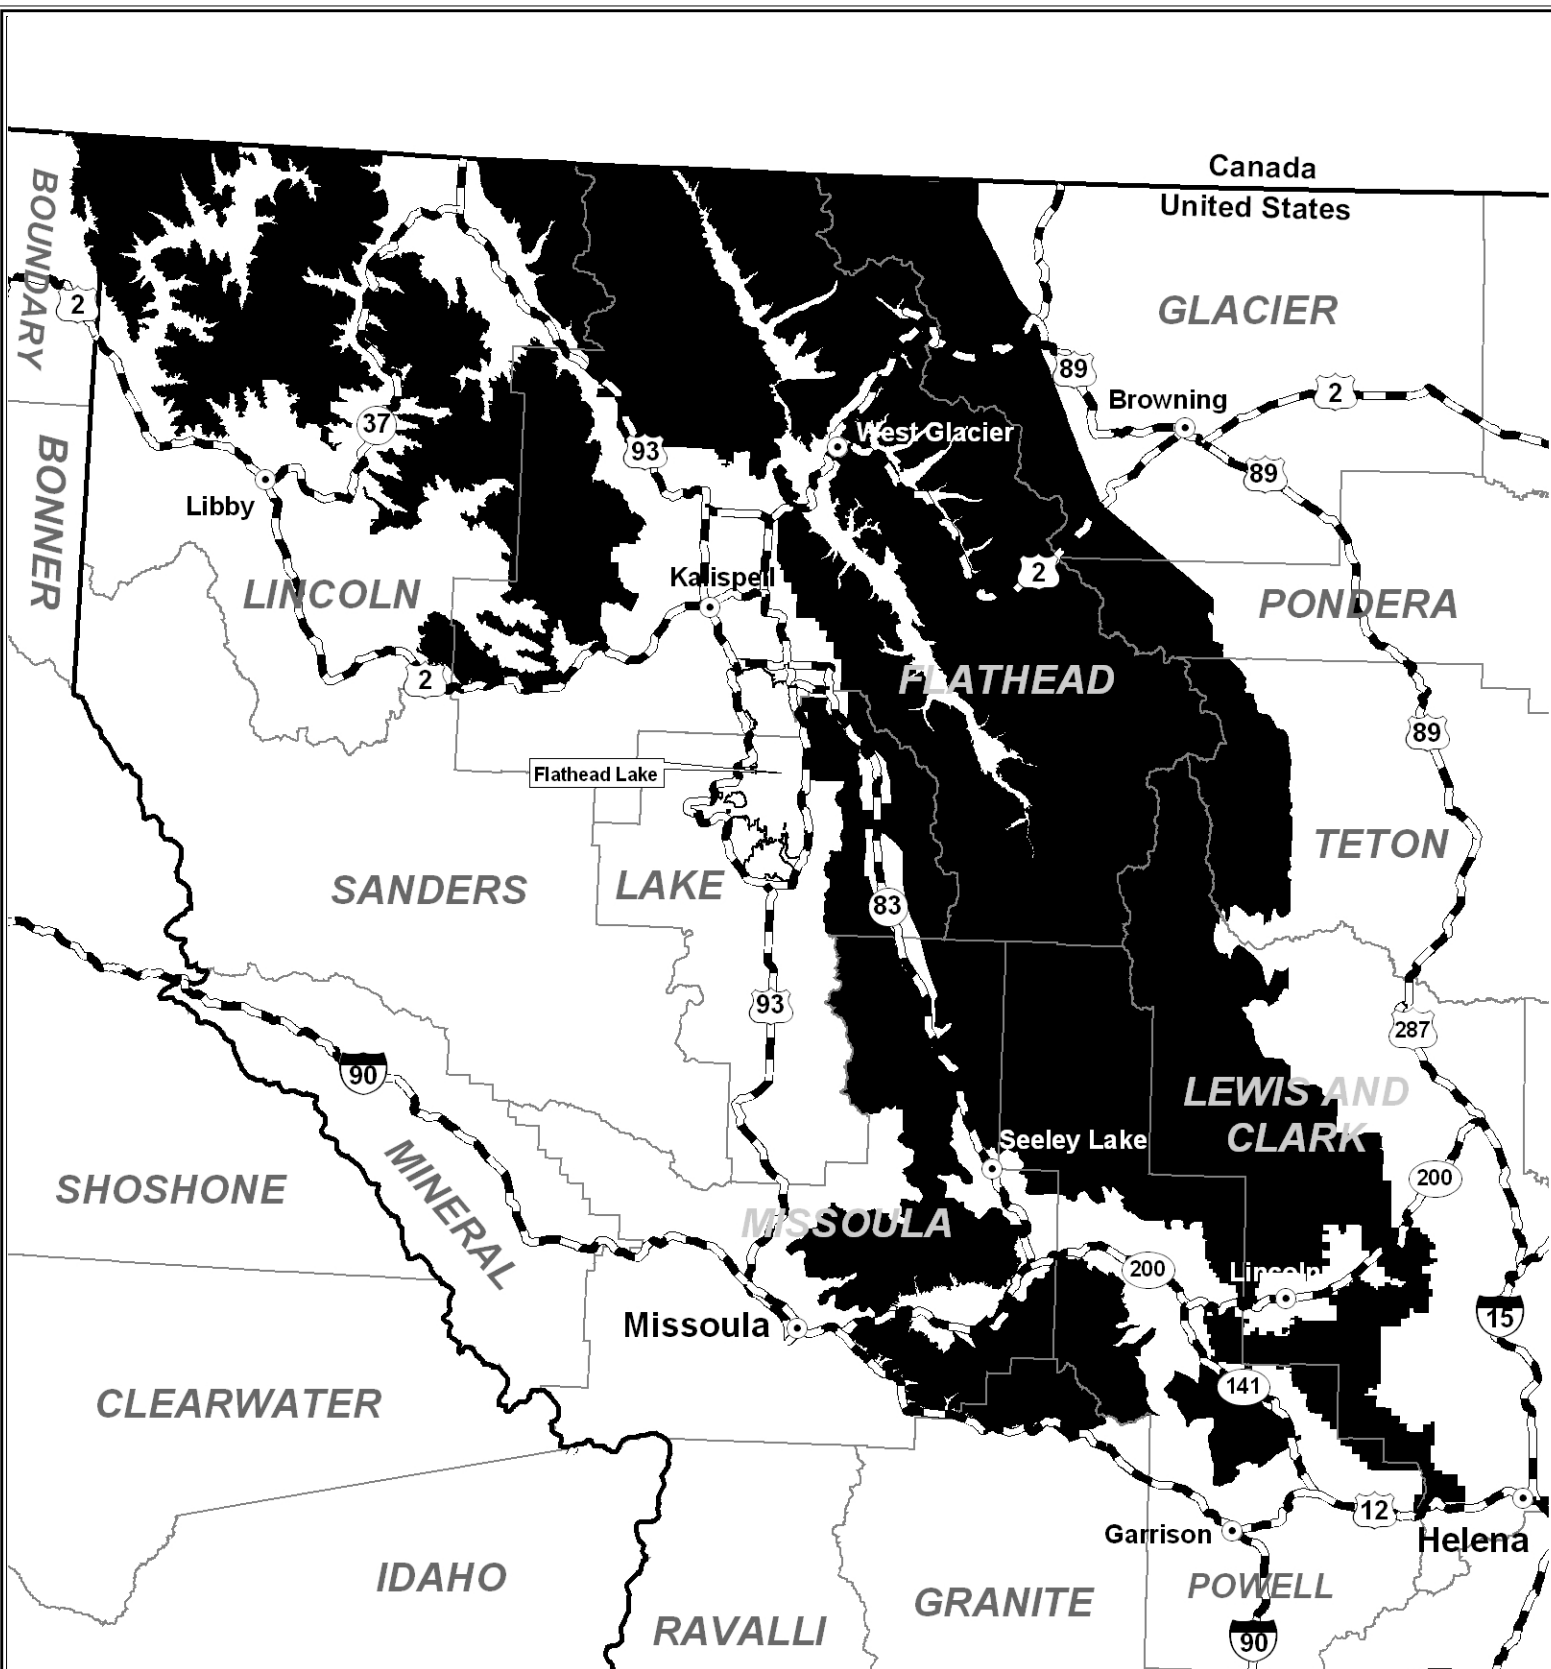 Canada
United States
BOUNDARY
2
GLACIER
89
2
Browning
BONNER
37
93
West Glacier
89
Libby
2
Kalispell
LINCOLN
PONDERA
2
FLATHEAD
89
Flathead Lake
TETON
SANDERS
LAKE
83
93
287
90
LEWIS AND
CLARK
Seeley Lake
MINERAL
200
SHOSHONE
MISSOULA
200
Lincoln
15
Missoula
141
CLEARWATER
12
Garrison
Helena
IDAHO
POWELL
GRANITE
RAVALLI
90